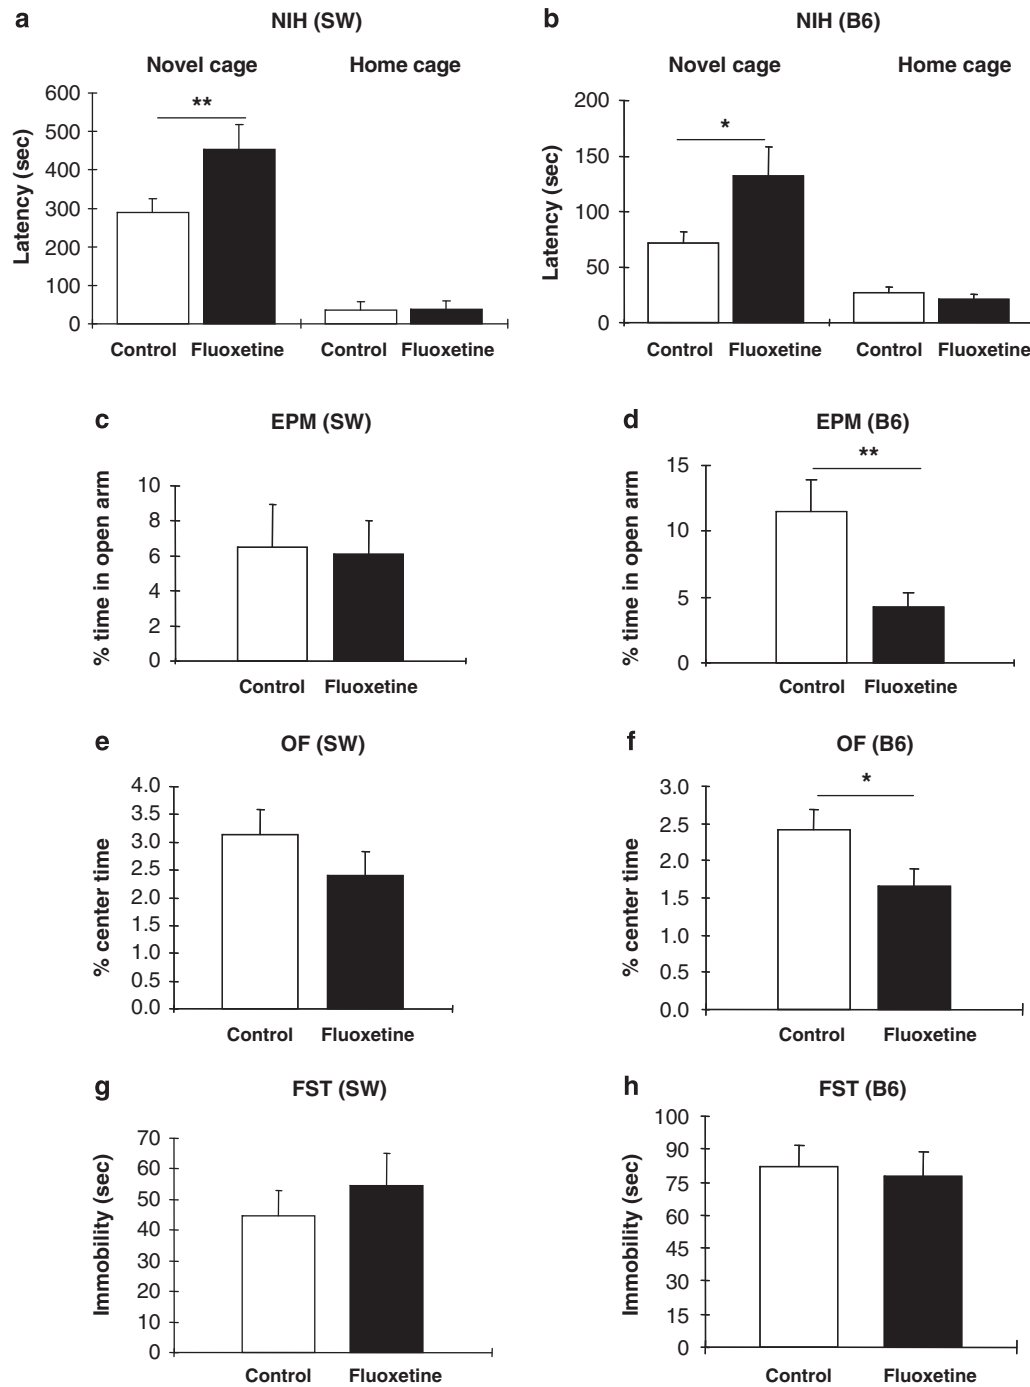 a NIH (SW)
Novel cage Home cage
**
Latency (sec)
600
500
400
300
200
100
0
Control Fluoxetine Control Fluoxetine
b NIH (B6)
Novel cage Home cage
*
Latency (sec)
200
150
100
50
0
Control Fluoxetine Control Fluoxetine
c EPM (SW)
% time in open arm
10
8
6
4
2
0
Control Fluoxetine
d EPM (B6)
**
% time in open arm
15
10
5
0
Control Fluoxetine
e OF (SW)
% center time
4.0
3.5
3.0
2.5
2.0
1.5
1.0
0.5
0.0
Control Fluoxetine
f OF (B6)
*
% center time
3.0
2.5
2.0
1.5
1.0
0.5
0.0
Control Fluoxetine
g FST (SW)
Immobility (sec)
70
60
50
40
30
20
10
0
Control Fluoxetine
h FST (B6)
Immobility (sec)
100
90
75
60
45
30
15
0
Control Fluoxetine